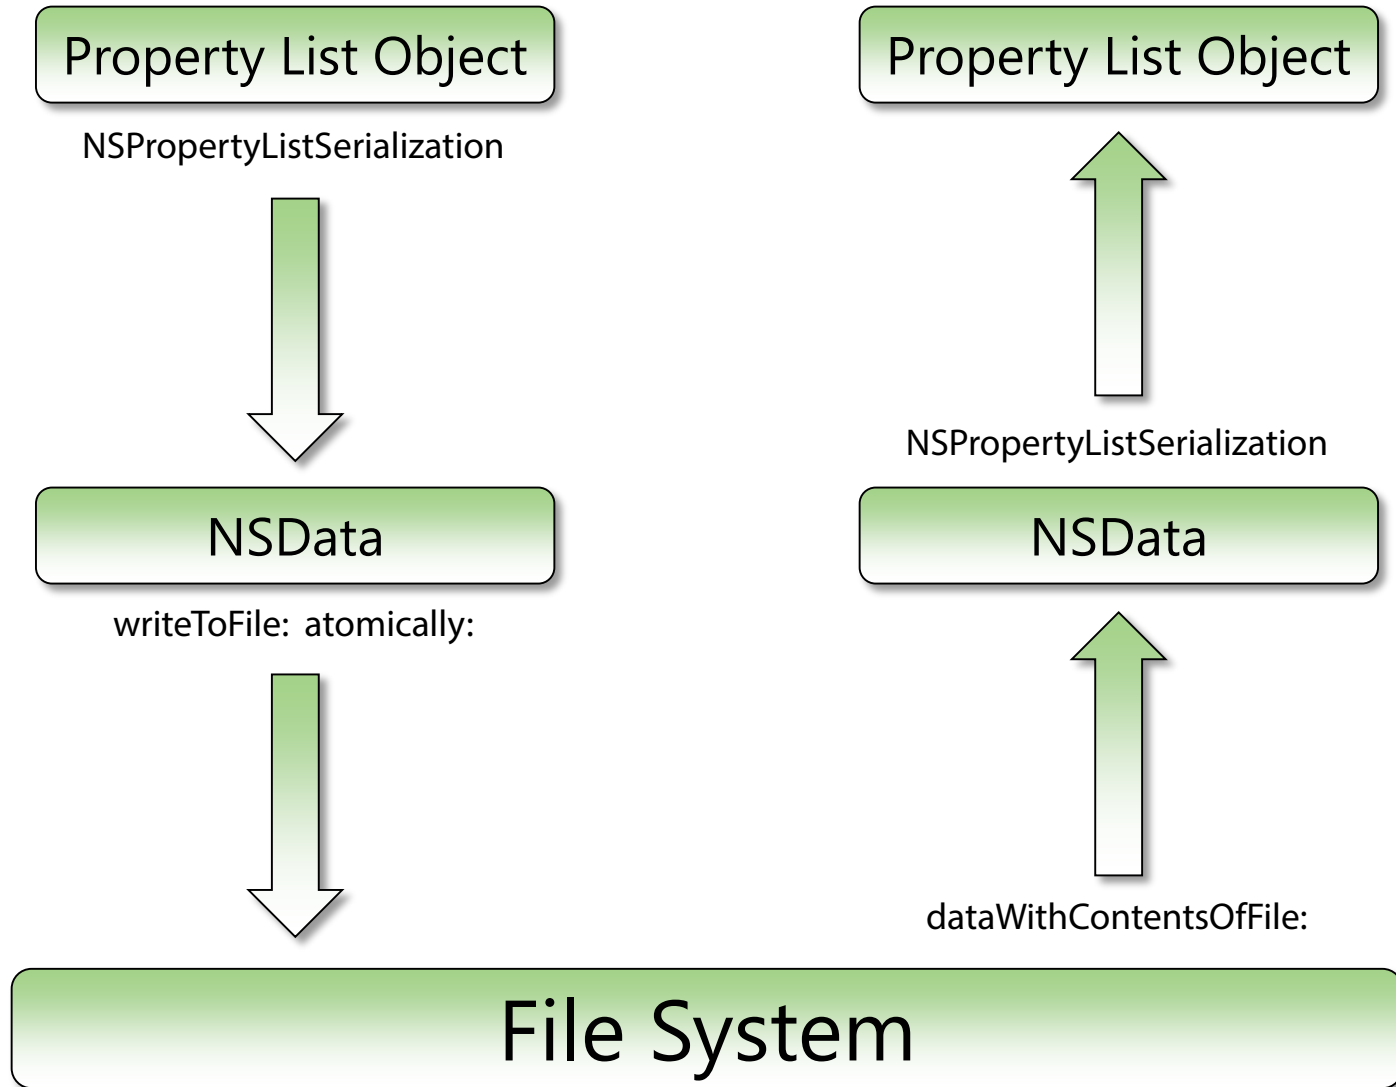 Property List Object
NSPropertyListSerialization
NSData
writeToFile: atomically:
Property List Object
NSPropertyListSerialization
NSData
dataWithContentsOfFile:
File System